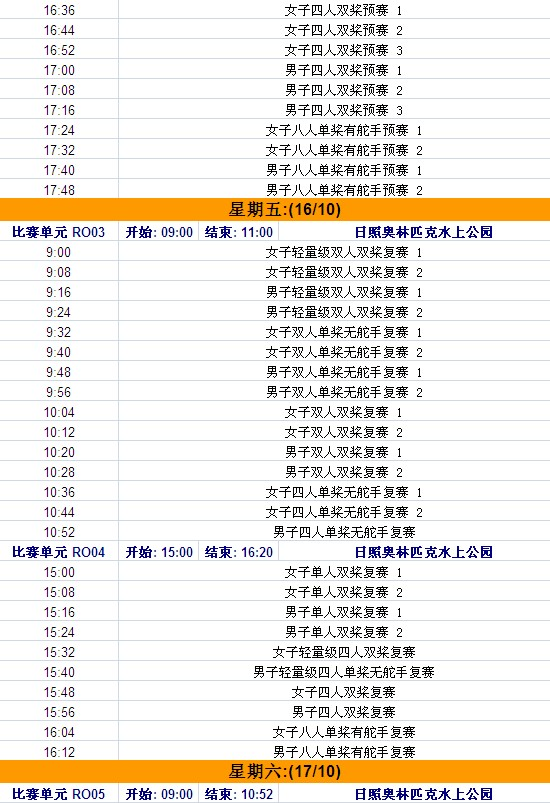 16:36 女子四人双桨预赛 1
16:44 女子四人双桨预赛 2
16:52 女子四人双桨预赛 3
17:00 男子四人双桨预赛 1
17:08 男子四人双桨预赛 2
17:16 男子四人双桨预赛 3
17:24 女子八人单桨有舵手预赛 1
17:32 女子八人单桨有舵手预赛 2
17:40 男子八人单桨有舵手预赛 1
17:48 男子八人单桨有舵手预赛 2
星期五:(16/10)
比赛单元 RO03 开始: 09:00 结束: 11:00 日照奥林匹克水上公园
9:00 女子轻量级双人双桨复赛 1
9:08 女子轻量级双人双桨复赛 2
9:16 男子轻量级双人双桨复赛 1
9:24 男子轻量级双人双桨复赛 2
9:32 女子双人单桨无舵手复赛 1
9:40 女子双人单桨无舵手复赛 2
9:48 男子双人单桨无舵手复赛 1
9:56 男子双人单桨无舵手复赛 2
10:04 女子双人双桨复赛 1
10:12 女子双人双桨复赛 2
10:20 男子双人双桨复赛 1
10:28 男子双人双桨复赛 2
10:36 女子四人单桨无舵手复赛 1
10:44 女子四人单桨无舵手复赛 2
10:52 男子四人单桨无舵手复赛
比赛单元 RO04 开始: 15:00 结束: 16:20 日照奥林匹克水上公园
15:00 女子单人双桨复赛 1
15:08 女子单人双桨复赛 2
15:16 男子单人双桨复赛 1
15:24 男子单人双桨复赛 2
15:32 女子轻量级四人双桨复赛
15:40 男子轻量级四人单桨无舵手复赛
15:48 女子四人双桨复赛
15:56 男子四人双桨复赛
16:04 女子八人单桨有舵手复赛
16:12 男子八人单桨有舵手复赛
星期六:(17/10)
比赛单元 RO05 开始: 09:00 结束: 10:52 日照奥林匹克水上公园